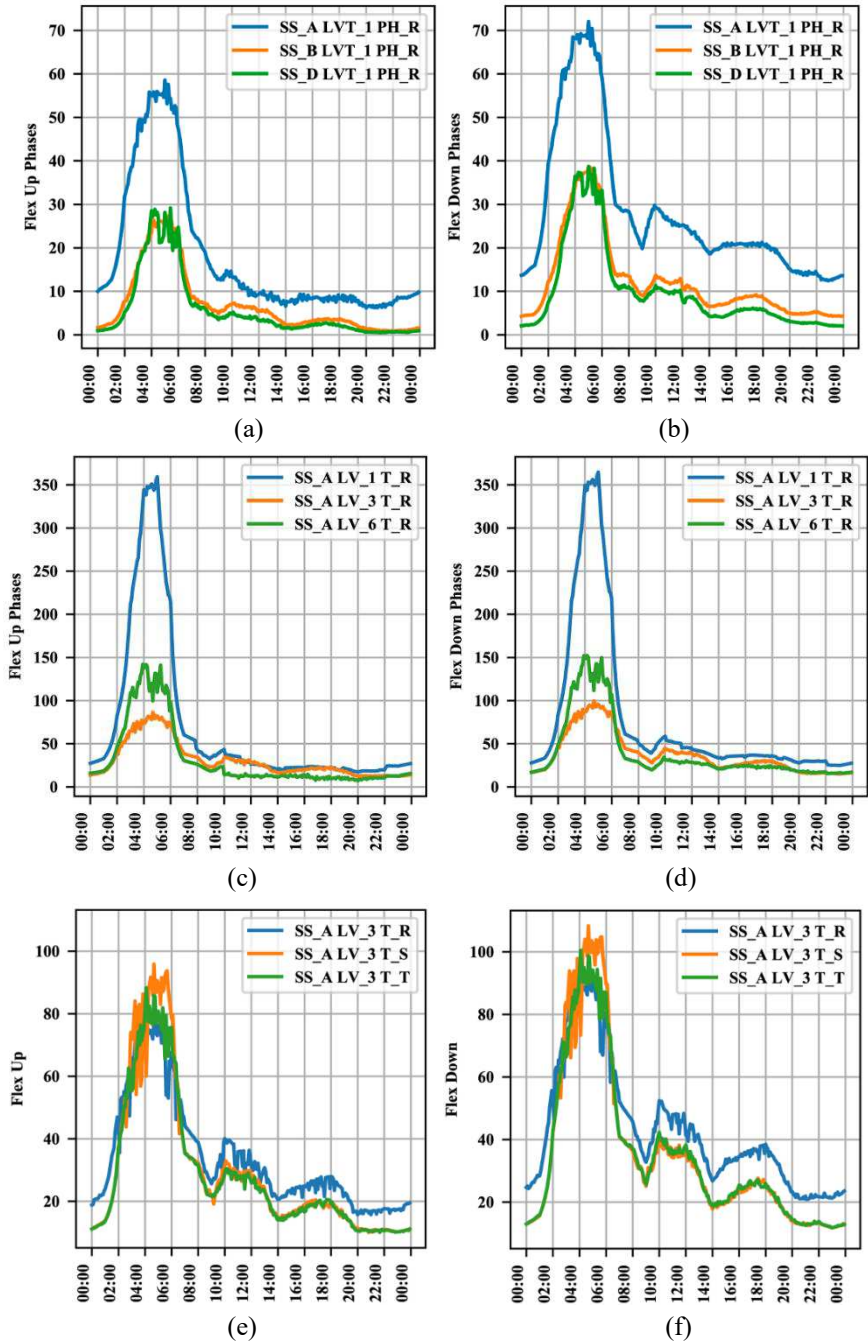 SS_A LVT_1 PH_R
SS_B LVT_1 PH_R
SS_D LVT_1 PH_R
Flex Up Phases
70
60
50
40
30
20
10
0
00:00 02:00 04:00 06:00 08:00 10:00 12:00 14:00 16:00 18:00 20:00 22:00 00:00
(a)
SS_A LVT_1 PH_R
SS_B LVT_1 PH_R
SS_D LVT_1 PH_R
Flex Down Phases
70
60
50
40
30
20
10
0
00:00 02:00 04:00 06:00 08:00 10:00 12:00 14:00 16:00 18:00 20:00 22:00 00:00
(b)
SS_A LV_1 T_R
SS_A LV_3 T_R
SS_A LV_6 T_R
Flex Up Phases
350
300
250
200
150
100
50
0
00:00 02:00 04:00 06:00 08:00 10:00 12:00 14:00 16:00 18:00 20:00 22:00 00:00
(c)
SS_A LV_1 T_R
SS_A LV_3 T_R
SS_A LV_6 T_R
Flex Down Phases
350
300
250
200
150
100
50
0
00:00 02:00 04:00 06:00 08:00 10:00 12:00 14:00 16:00 18:00 20:00 22:00 00:00
(d)
SS_A LV_3 T_R
SS_A LV_3 T_S
SS_A LV_3 T_T
Flex Up
100
80
60
40
20
00:00 02:00 04:00 06:00 08:00 10:00 12:00 14:00 16:00 18:00 20:00 22:00 00:00
(e)
SS_A LV_3 T_R
SS_A LV_3 T_S
SS_A LV_3 T_T
Flex Down
100
80
60
40
20
00:00 02:00 04:00 06:00 08:00 10:00 12:00 14:00 16:00 18:00 20:00 22:00 00:00
(f)